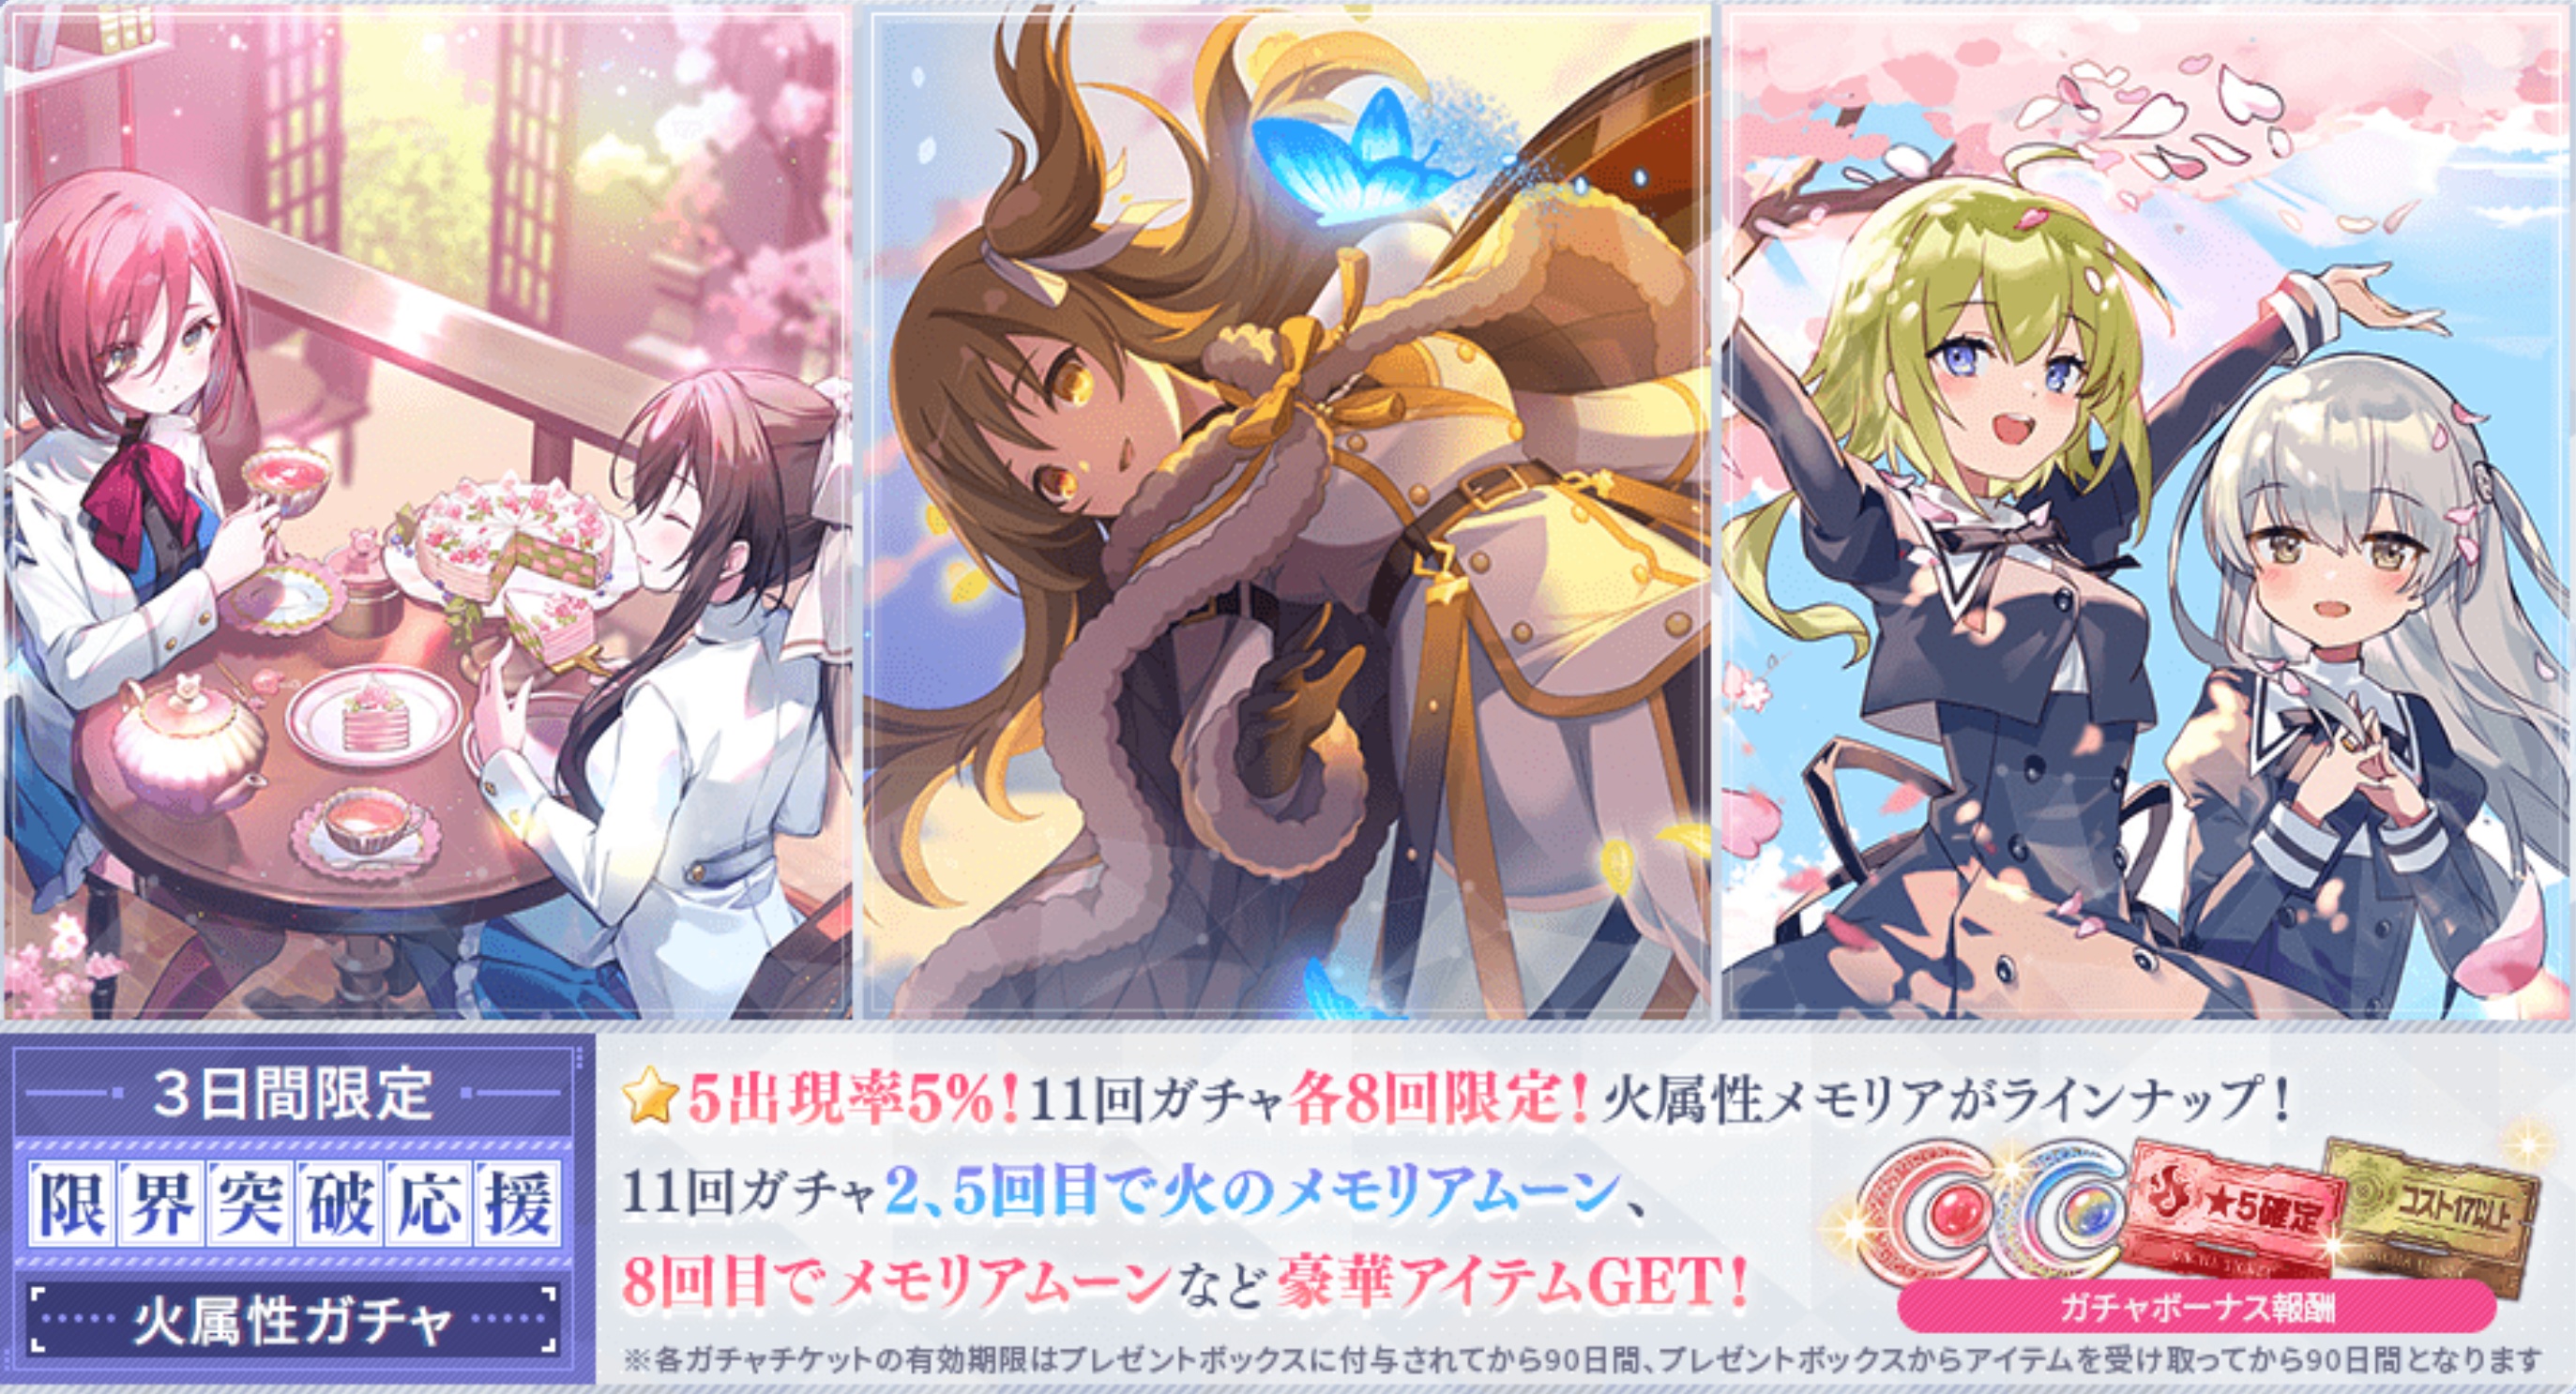 3日間限定
限界突破応援
火属性ガチャ
★5出現率5%!11回ガチャ各8回限定!火属性メモリアがラインナップ!
11回ガチャ2、5回目で火のメモリアムーン、
8回目でメモリアムーンなど豪華アイテムGET!
★5確定
コスト17以上
ガチャボーナス報酬
※各ガチャチケットの有効期限はプレゼントボックスに付与されてから90日間、プレゼントボックスからアイテムを受け取ってから90日間となります